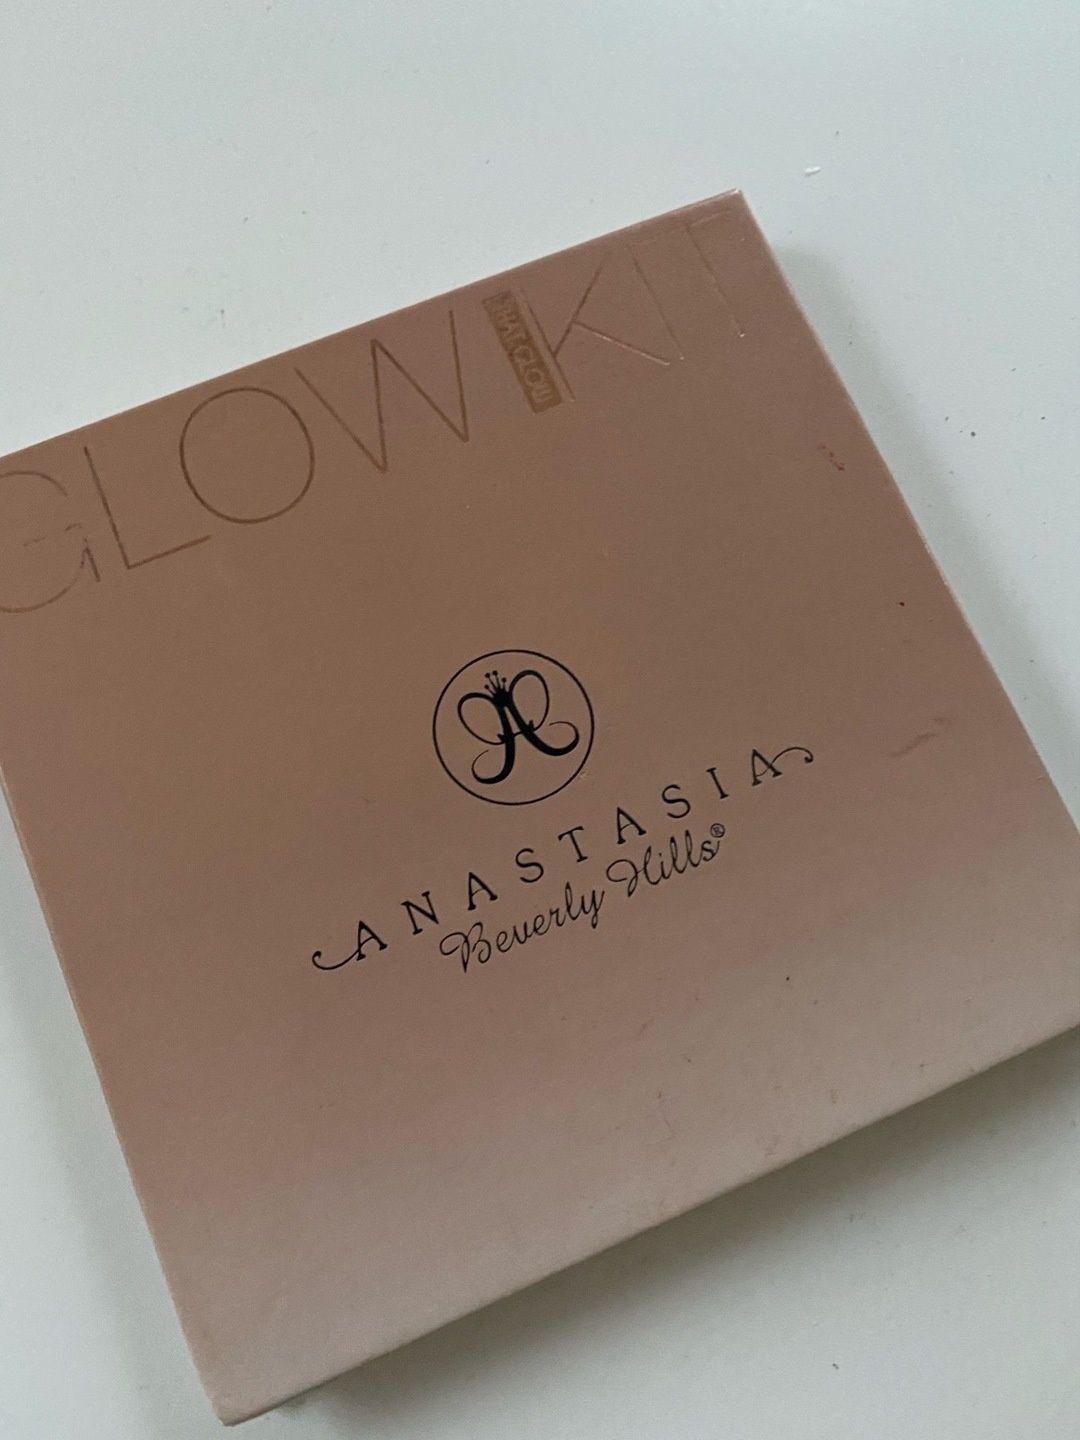 GLOW KIT
THAT GLOW
A
ANASTASIA
Beverly Hills®